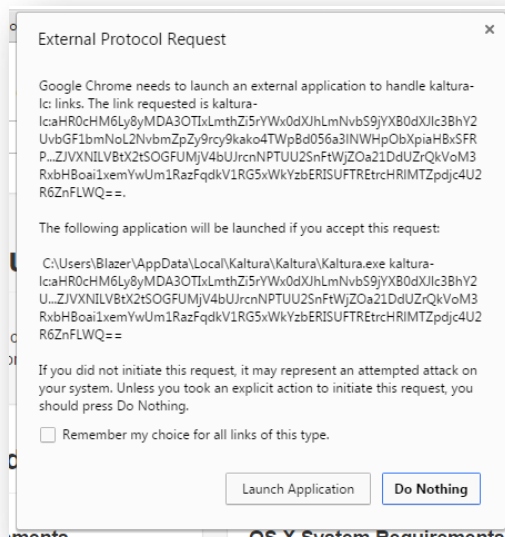 External Protocol Request
Google Chrome needs to launch an external application to handle kaltura-
lc: links. The link requested is kaltura-
lc:aHR0cHM6Ly8yMDA3OTIxLmthZi5rYWx0dXJhLmNvbS9jYXB0dXJlc3BhY2
UvbGF1bmNoL2NvbmZpZy9rcy9kako4TWpBd056a3lNWHpObXpiaHBxSFR
P...ZJVXNILVBtX2tSOGFUMjV4bUJrcnNPTUU2SnFtWjZOa21DdUZrQkVoM3
RxbHBoai1xemYwUm1RazFqdkV1RG5xWkYzbERISUFTREtrcHRlMTZpdjc4U2
R6ZnFLWQ==.
The following application will be launched if you accept this request:
C:\Users\Blazer\AppData\Local\Kaltura\Kaltura\Kaltura.exe kaltura-
lc:aHR0cHM6Ly8yMDA3OTIxLmthZi5rYWx0dXJhLmNvbS9jYXB0dXJlc3BhY2
U...ZJVXNILVBtX2tSOGFUMjV4bUJrcnNPTUU2SnFtWjZOa21DdUZrQkVoM3
RxbHBoai1xemYwUm1RazFqdkV1RG5xWkYzbERISUFTREtrcHRlMTZpdjc4U2
R6ZnFLWQ==
If you did not initiate this request, it may represent an attempted attack on
your system. Unless you took an explicit action to initiate this request, you
should press Do Nothing.
Remember my choice for all links of this type.
Launch Application
Do Nothing
OS X System Requirements